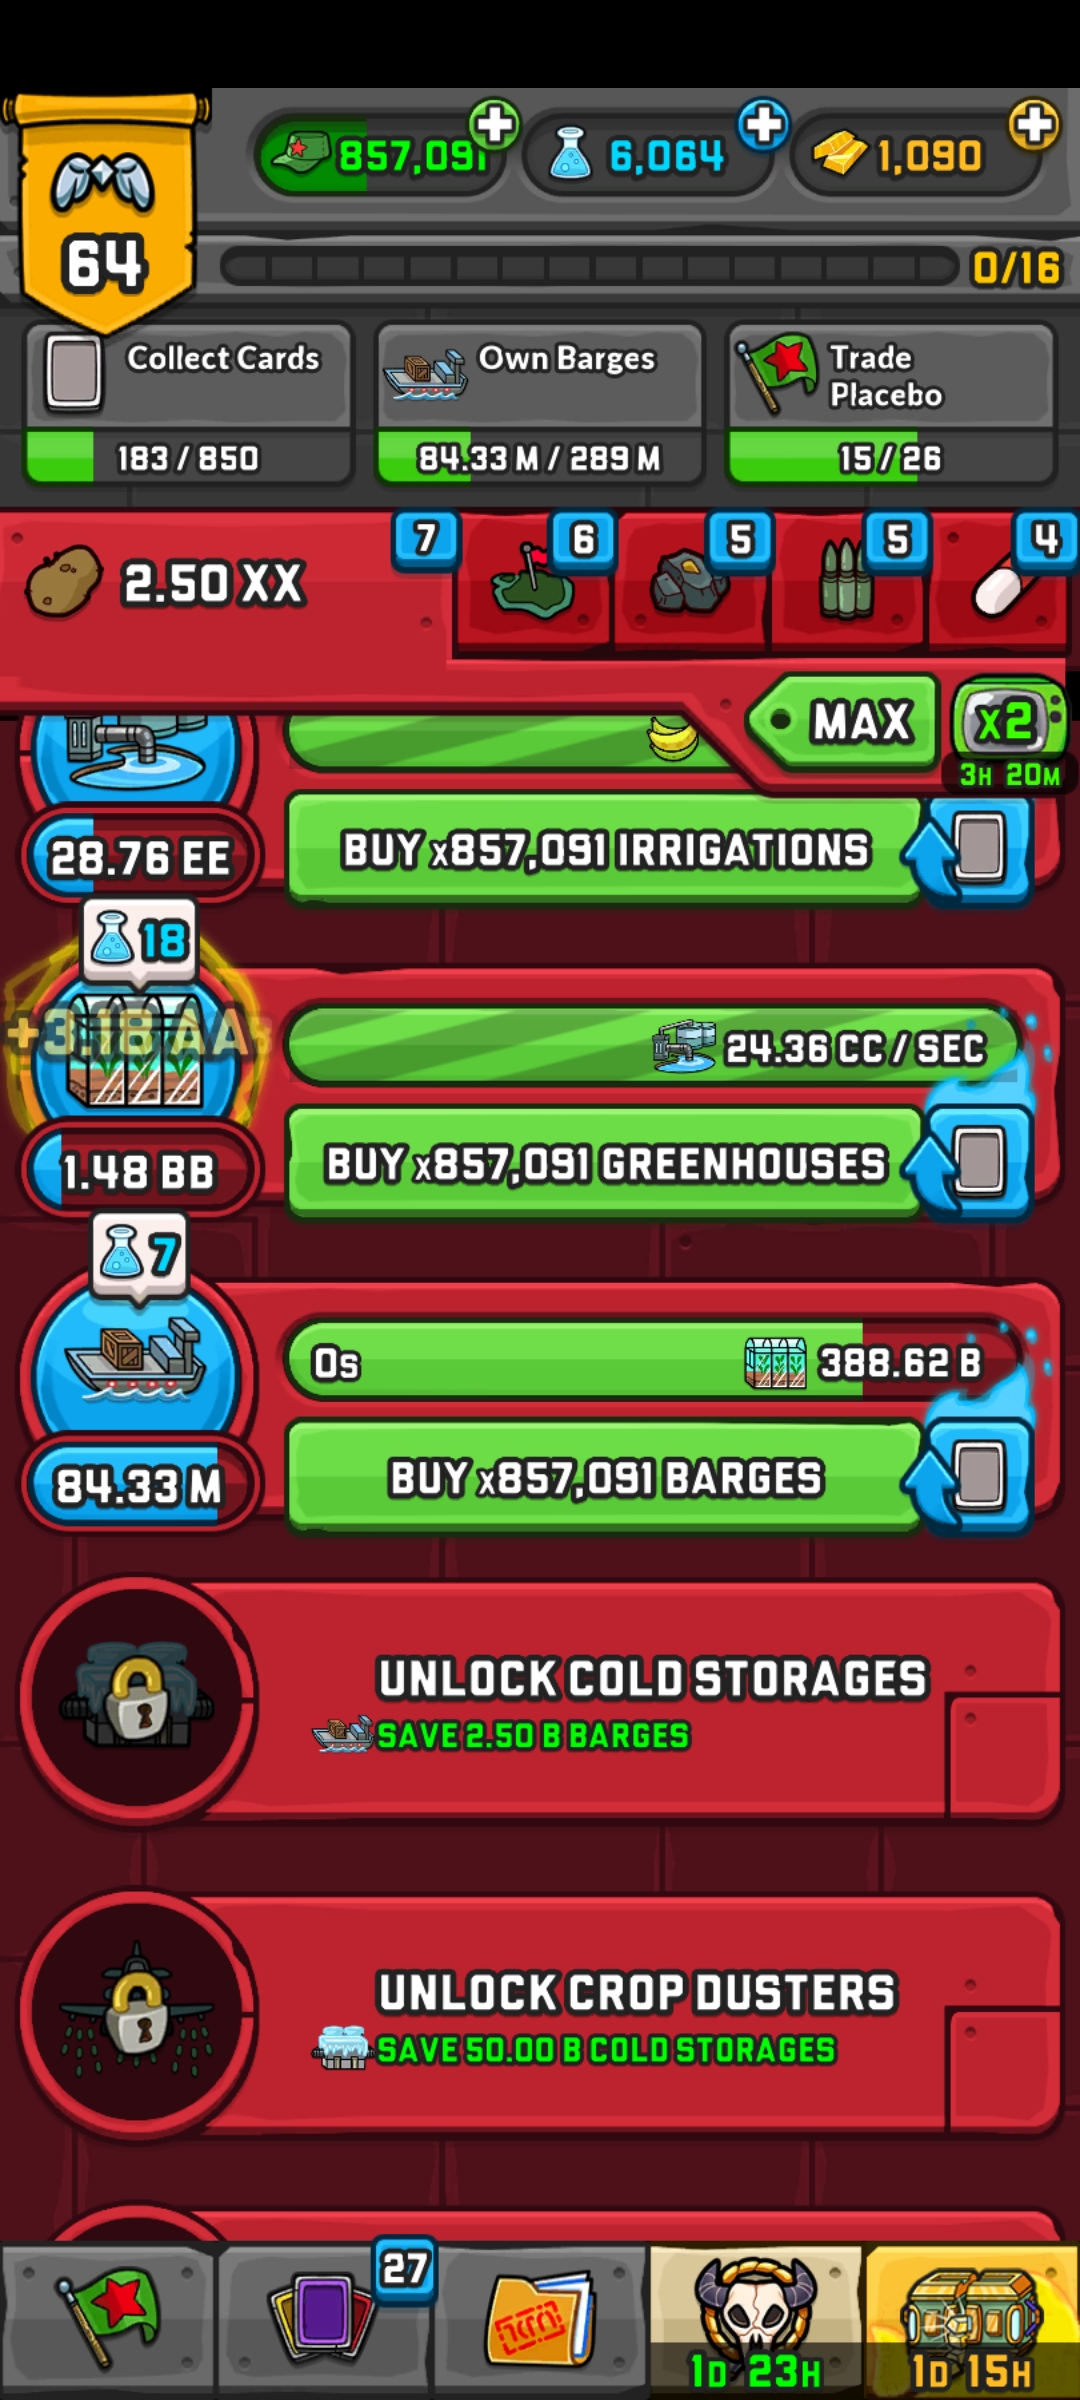 64
857,091
6,064
1,090
0/16
Collect Cards
183 / 850
Own Barges
84.33 M / 289 M
Trade
Placebo
15 / 26
2.50 XX
7
6
5
5
4
MAX
x2
3H 20M
28.76 EE
BUY x857,091 IRRIGATIONS
18
+3.18 AA
24.36 CC / SEC
1.48 BB
BUY x857,091 GREENHOUSES
7
0s
388.62 B
84.33 M
BUY x857,091 BARGES
UNLOCK COLD STORAGES
SAVE 2.50 B BARGES
UNLOCK CROP DUSTERS
SAVE 50.00 B COLD STORAGES
27
1D 23H
1D 15H